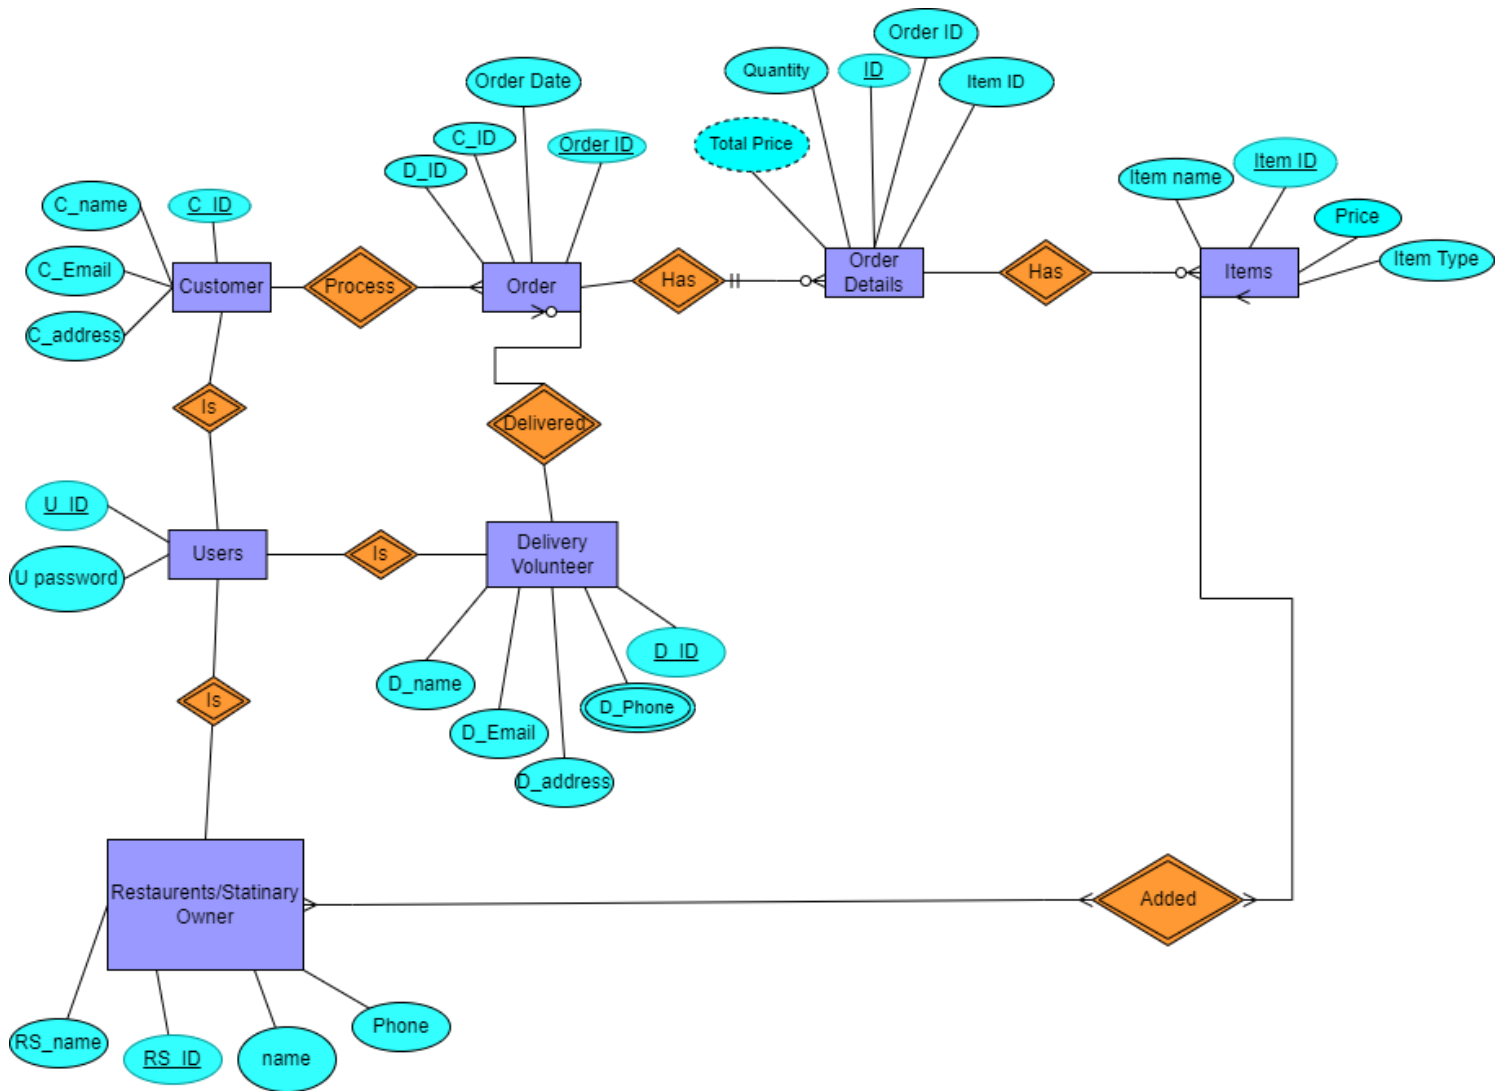 Order ID
Order Date
Quantity
ID
Item ID
C_ID
Order ID
Total Price
D_ID
Item name
Item ID
C_name
C_ID
Price
Item Type
C_Email
Customer
Process
Order
Has
Order
Details
Has
Items
C_address
Is
Delivered
U_ID
Users
Is
Delivery
Volunteer
U password
D_ID
D_name
D_Phone
D_Email
D_address
Is
Restaurents/Statinary
Owner
Added
RS_name
RS_ID
name
Phone